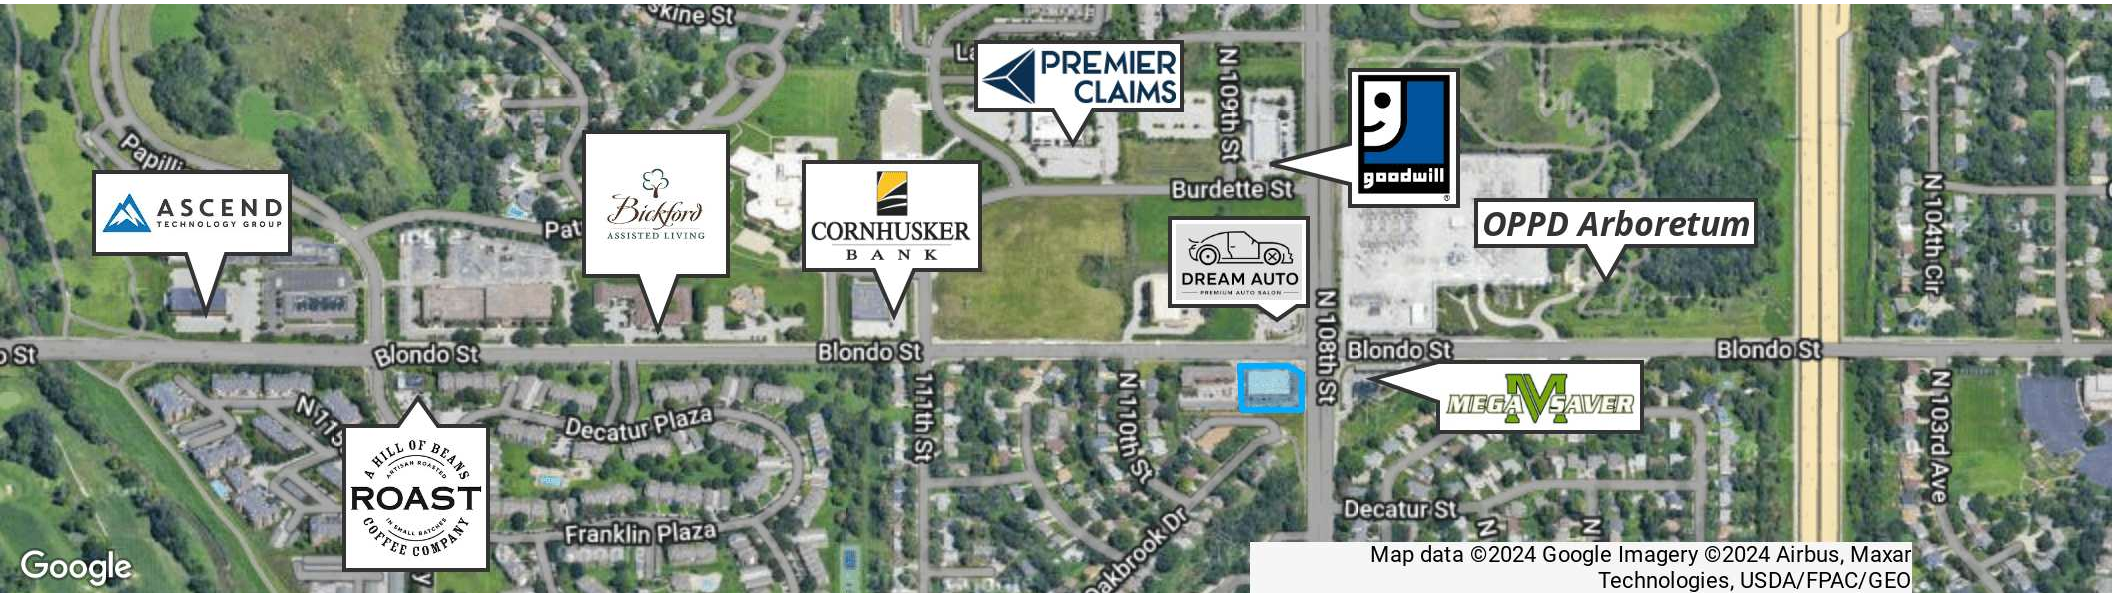 skine St
La
PREMIER
CLAIMS
N 109th St
goodwill
®
Papilli
ASCEND
TECHNOLOGY GROUP
Bickford
ASSISTED LIVING
Pat
CORNHUSKER
BANK
Burdette St
OPPD Arboretum
DREAM AUTO
PREMIUM AUTO SALON
N 104th Cir
N 108th St
o St
Blondo St
Blondo St
Blondo St
Blondo St
MEGA SAVER
N 115
Decatur Plaza
111th St
N 110th St
N 103rd Ave
A HILL OF BEANS
ARTISAN ROASTED
ROAST
IN SMALL BATCHES
COFFEE COMPANY
Franklin Plaza
Oakbrook Dr
Decatur St
N
N
y
Google
Map data ©2024 Google Imagery ©2024 Airbus, Maxar
Technologies, USDA/FPAC/GEO